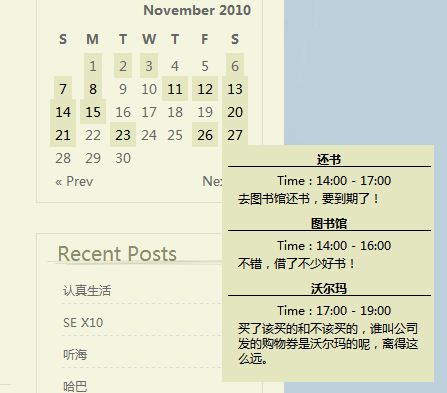 November 2010
S M T W T F S
1 2 3 4 5 6
7 8 9 10 11 12 13
14 15 16 17 18 19 20
21 22 23 24 25 26 27
28 29 30
« Prev Nex
还书
Time : 14:00 - 17:00
去图书馆还书，要到期了！
图书馆
Time : 14:00 - 16:00
不错，借了不少好书！
沃尔玛
Time : 17:00 - 19:00
买了该买的和不该买的，谁叫公司
发的购物券是沃尔玛的呢，离得这
么远。
Recent Posts
认真生活
SE X10
听海
哈巴